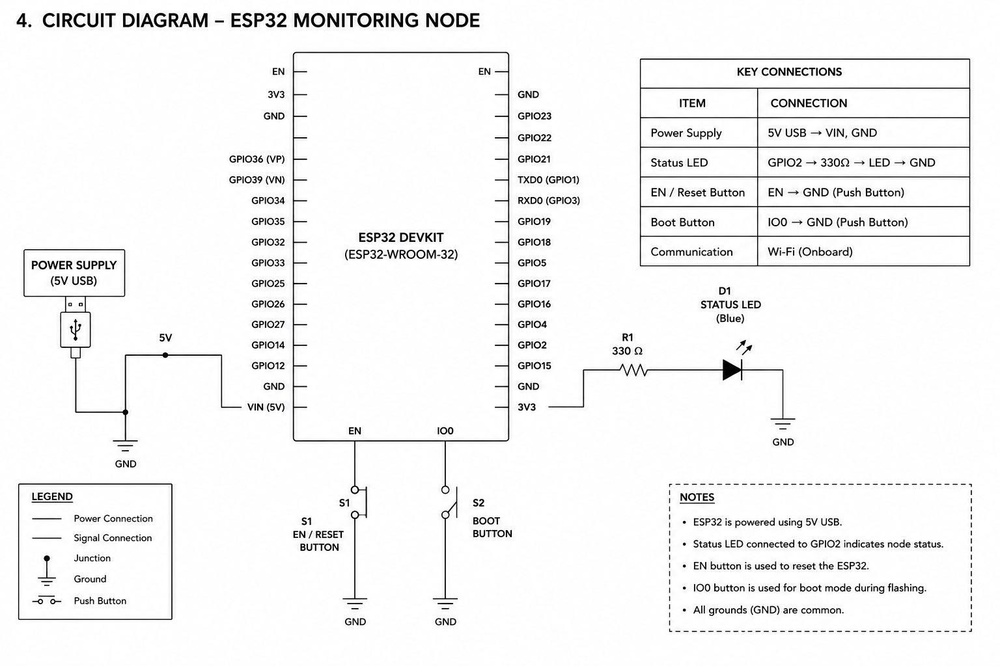 4. CIRCUIT DIAGRAM – ESP32 MONITORING NODE
EN
3V3
GND
GPIO36 (VP)
GPIO39 (VN)
GPIO34
GPIO35
GPIO32
GPIO33
GPIO25
GPIO26
GPIO27
GPIO14
GPIO12
GND
VIN (5V)
EN
GND
GPIO23
GPIO22
GPIO21
TXD0 (GPIO1)
RXD0 (GPIO3)
GPIO19
GPIO18
GPIO5
GPIO17
GPIO16
GPIO4
GPIO2
GPIO15
GND
3V3
ESP32 DEVKIT
(ESP32-WROOM-32)
EN
IO0
POWER SUPPLY
(5V USB)
5V
GND
KEY CONNECTIONS
ITEM CONNECTION
Power Supply 5V USB → VIN, GND
Status LED GPIO2 → 330Ω → LED → GND
EN / Reset Button EN → GND (Push Button)
Boot Button IO0 → GND (Push Button)
Communication Wi-Fi (Onboard)
D1
STATUS LED
(Blue)
R1
330 Ω
GND
S1
S1
EN / RESET
BUTTON
GND
S2
BOOT
BUTTON
GND
LEGEND
Power Connection
Signal Connection
Junction
Ground
Push Button
NOTES
• ESP32 is powered using 5V USB.
• Status LED connected to GPIO2 indicates node status.
• EN button is used to reset the ESP32.
• IO0 button is used for boot mode during flashing.
• All grounds (GND) are common.